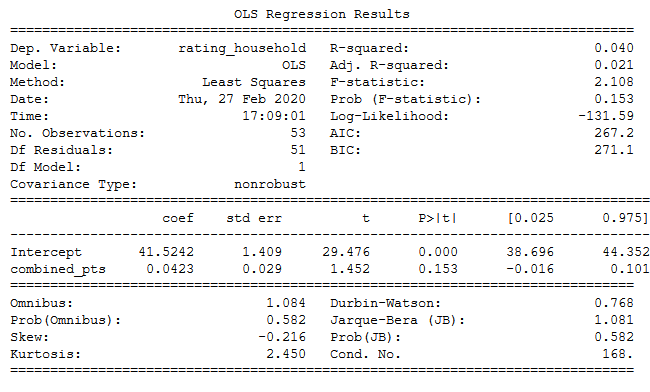 OLS Regression Results
==============================================================================
Dep. Variable: rating_household R-squared: 0.040
Model: OLS Adj. R-squared: 0.021
Method: Least Squares F-statistic: 2.108
Date: Thu, 27 Feb 2020 Prob (F-statistic): 0.153
Time: 17:09:01 Log-Likelihood: -131.59
No. Observations: 53 AIC: 267.2
Df Residuals: 51 BIC: 271.1
Df Model: 1
Covariance Type: nonrobust
================================================================================
coef std err t P>|t| [0.025 0.975]
--------------------------------------------------------------------------------
Intercept 41.5242 1.409 29.476 0.000 38.696 44.352
combined_pts 0.0423 0.029 1.452 0.153 -0.016 0.101
==============================================================================
Omnibus: 1.084 Durbin-Watson: 0.768
Prob(Omnibus): 0.582 Jarque-Bera (JB): 1.081
Skew: -0.216 Prob(JB): 0.582
Kurtosis: 2.450 Cond. No. 168.
==============================================================================